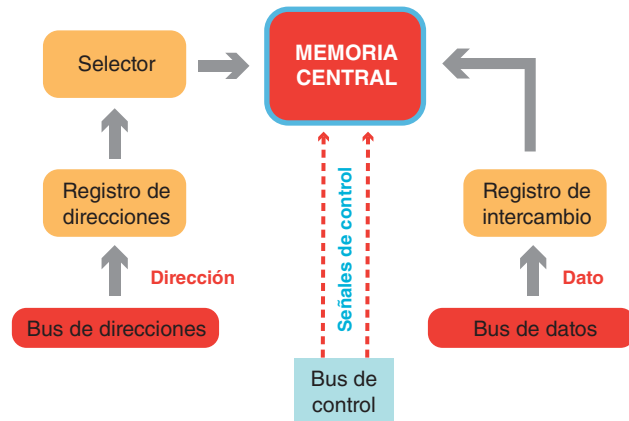 Selector
MEMORIA
CENTRAL
Registro de
direcciones
Señales de control
Registro de
intercambio
Dirección
Dato
Bus de direcciones
Bus de datos
Bus de
control